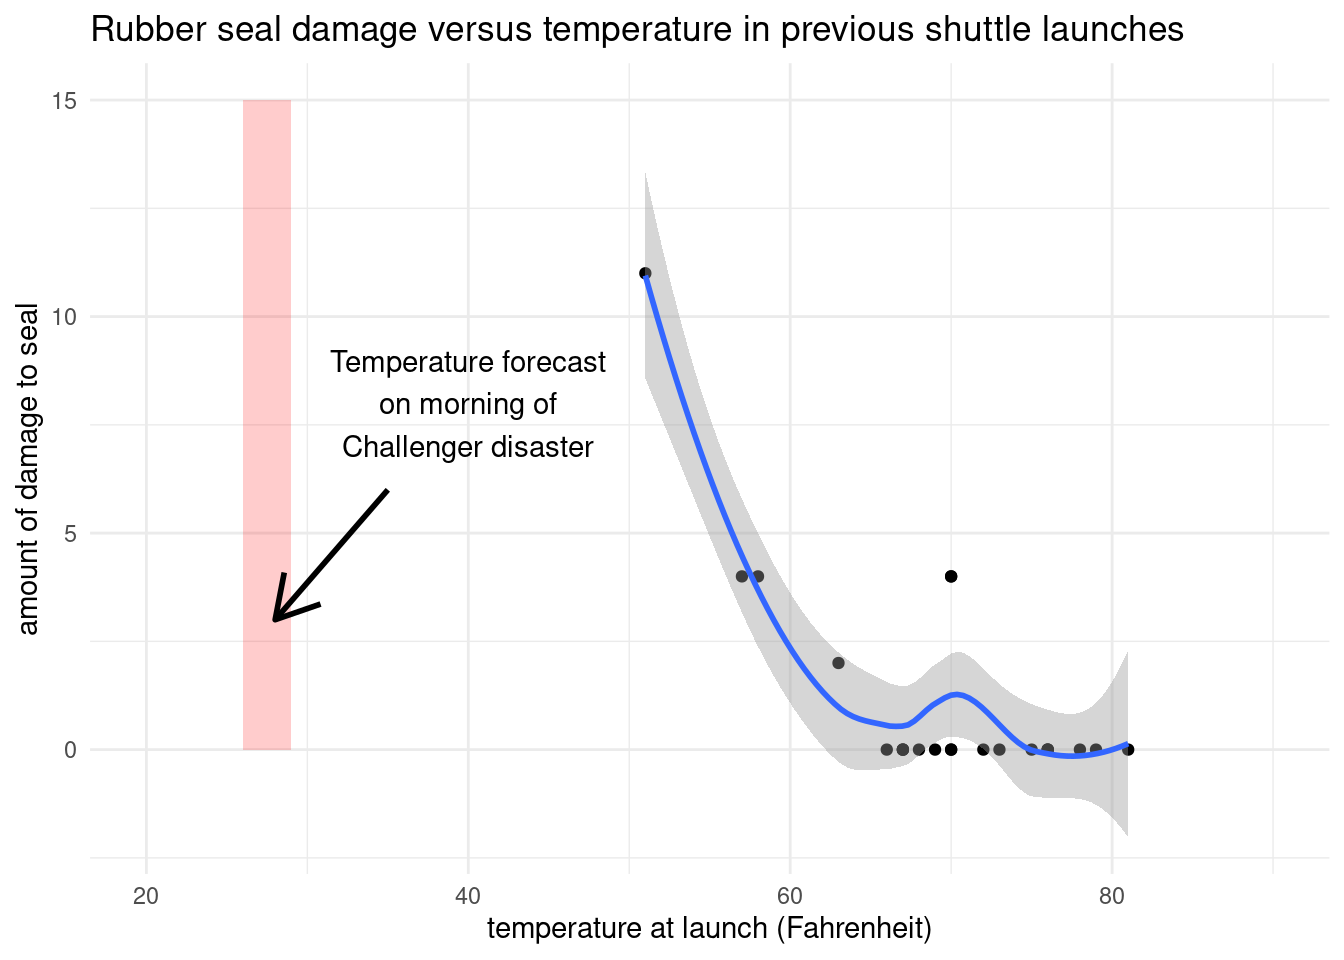 Rubber seal damage versus temperature in previous shuttle launches
15
10
5
0
amount of damage to seal
Temperature forecast
on morning of
Challenger disaster
20 40 60 80
temperature at launch (Fahrenheit)